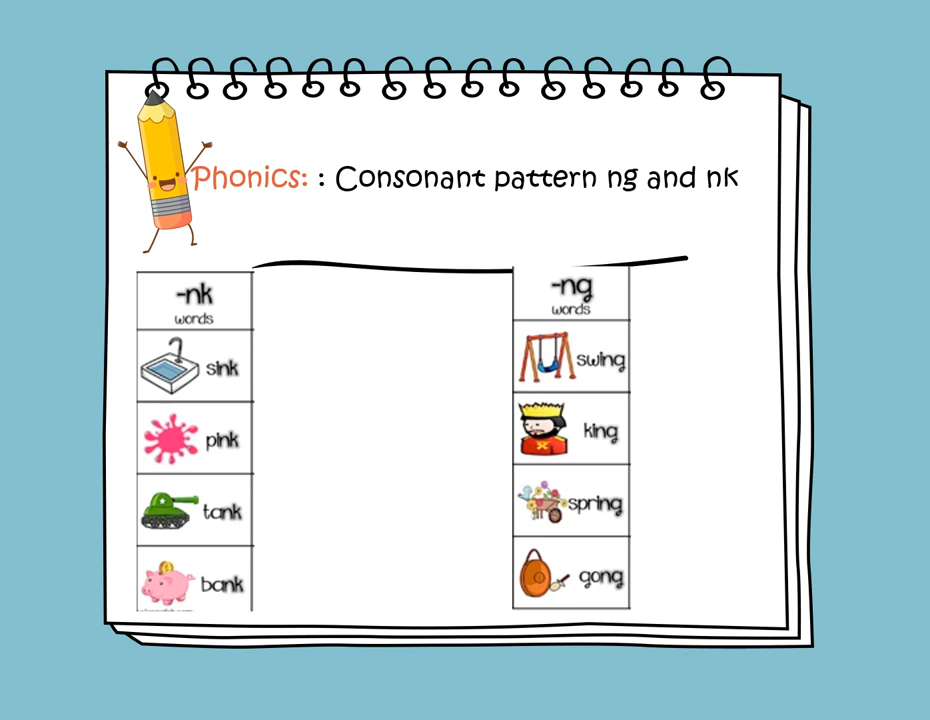 Phonics: : Consonant pattern ng and nk
-nk
words
sink
pink
tank
bank
-ng
words
swing
king
spring
gong